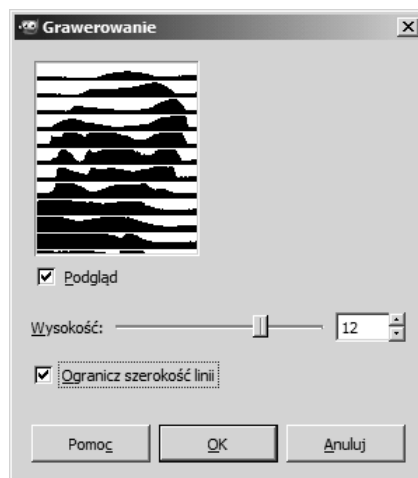 Grawerowanie
Podgląd
Wysokość: 12
Ogranicz szerokość linii
Pomoc OK Anuluj